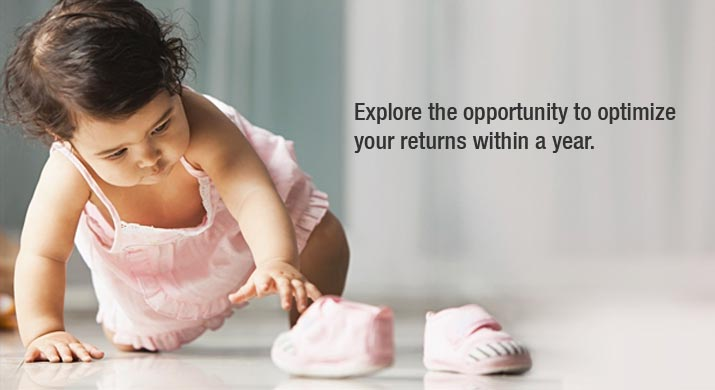 Explore the opportunity to optimize
your returns within a year.